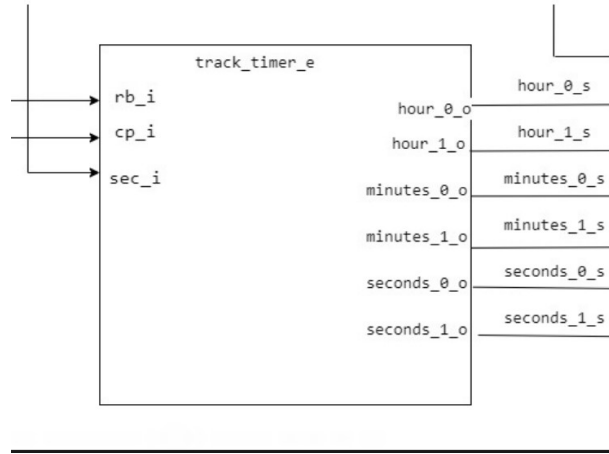 track_timer_e
rb_i
cp_i
sec_i
hour_0_o
hour_1_o
minutes_0_o
minutes_1_o
seconds_0_o
seconds_1_o
hour_0_s
hour_1_s
minutes_0_s
minutes_1_s
seconds_0_s
seconds_1_s